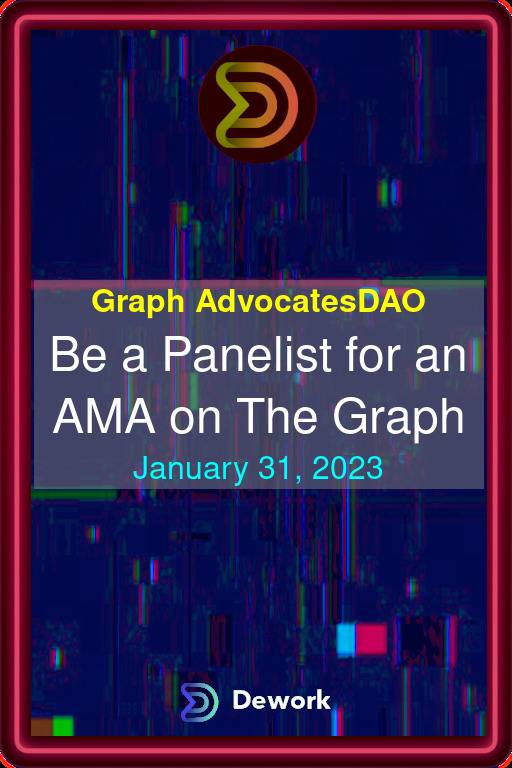 Graph AdvocatesDAO
Be a Panelist for an
AMA on The Graph
January 31, 2023
Dework